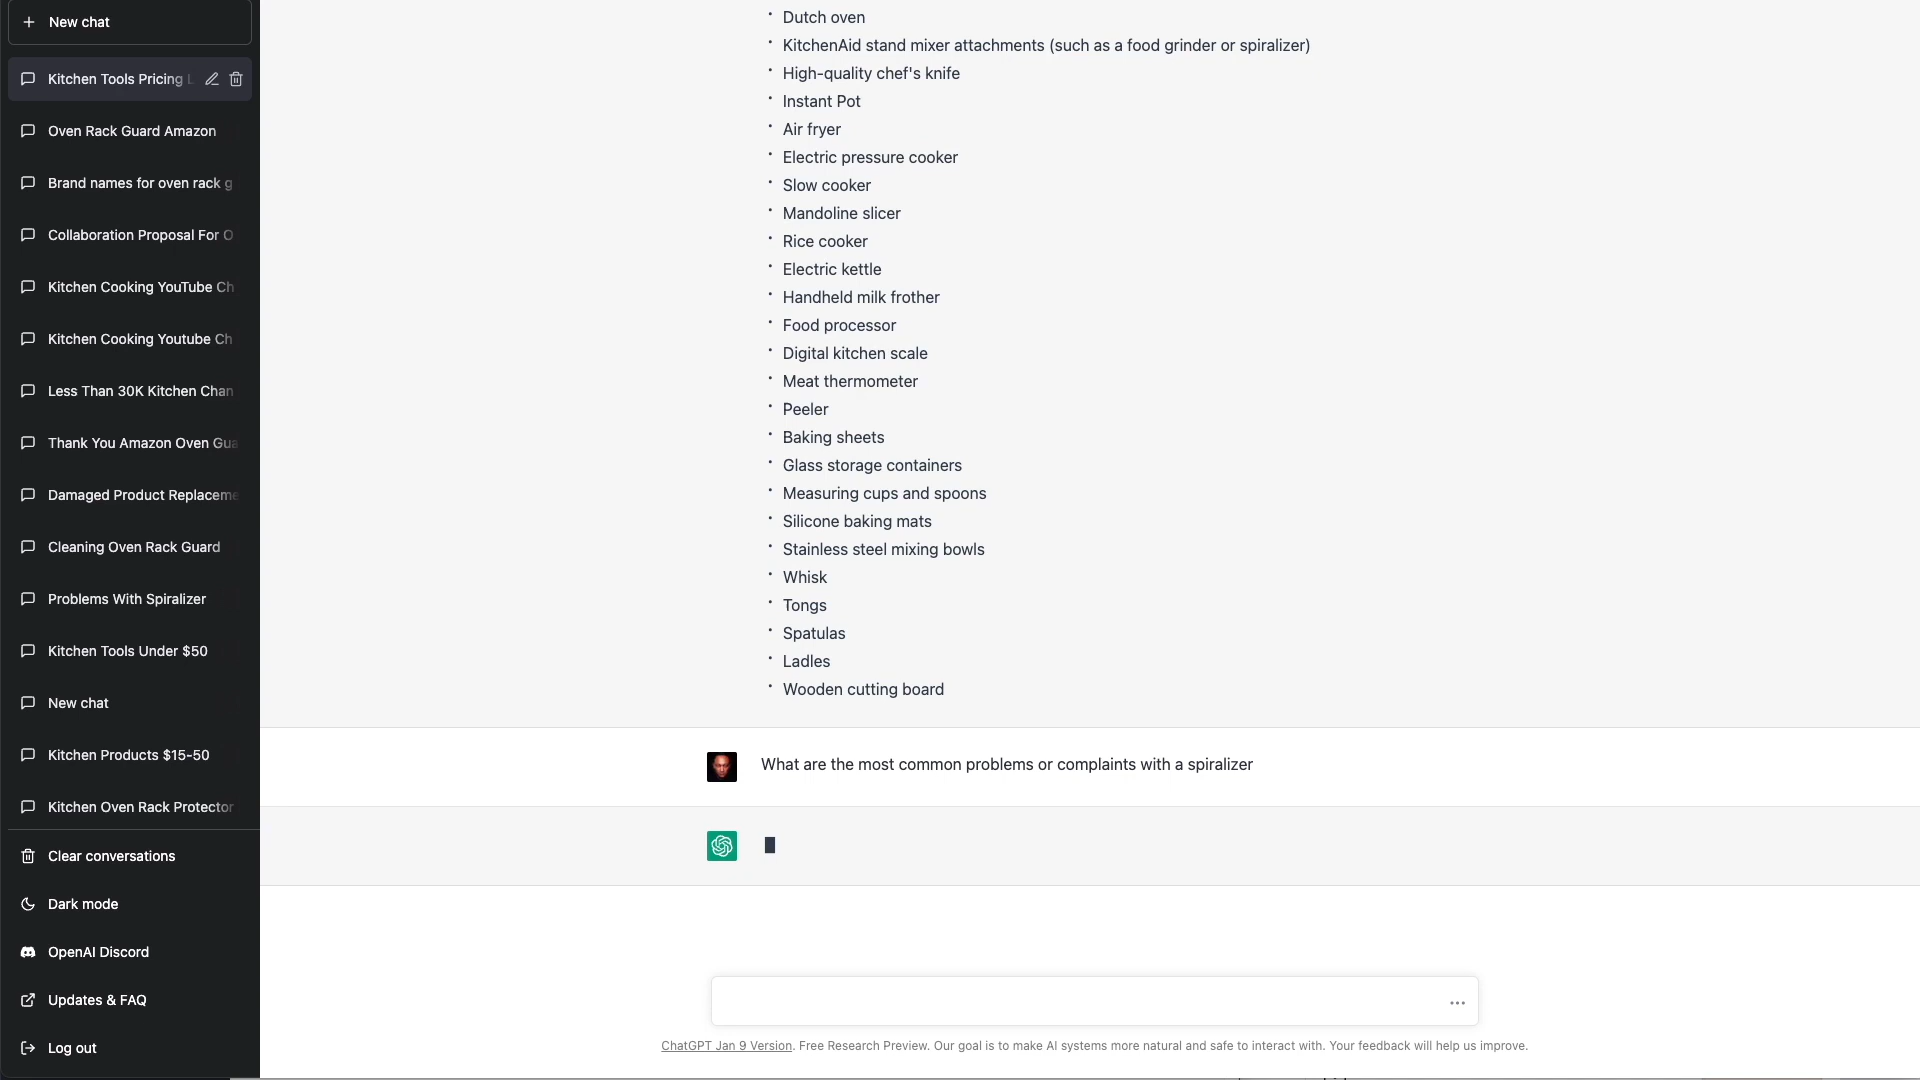 New chat
Kitchen Tools Pricing L
Oven Rack Guard Amazon
Brand names for oven rack g
Collaboration Proposal For O
Kitchen Cooking YouTube Ch
Kitchen Cooking Youtube Ch
Less Than 30K Kitchen Chan
Thank You Amazon Oven Gua
Damaged Product Replaceme
Cleaning Oven Rack Guard
Problems With Spiralizer
Kitchen Tools Under $50
New chat
Kitchen Products $15-50
Kitchen Oven Rack Protector
Clear conversations
Dark mode
OpenAI Discord
Updates & FAQ
Log out
• Dutch oven
• KitchenAid stand mixer attachments (such as a food grinder or spiralizer)
• High-quality chef's knife
• Instant Pot
• Air fryer
• Electric pressure cooker
• Slow cooker
• Mandoline slicer
• Rice cooker
• Electric kettle
• Handheld milk frother
• Food processor
• Digital kitchen scale
• Meat thermometer
• Peeler
• Baking sheets
• Glass storage containers
• Measuring cups and spoons
• Silicone baking mats
• Stainless steel mixing bowls
• Whisk
• Tongs
• Spatulas
• Ladles
• Wooden cutting board
What are the most common problems or complaints with a spiralizer
ChatGPT Jan 9 Version. Free Research Preview. Our goal is to make AI systems more natural and safe to interact with. Your feedback will help us improve.